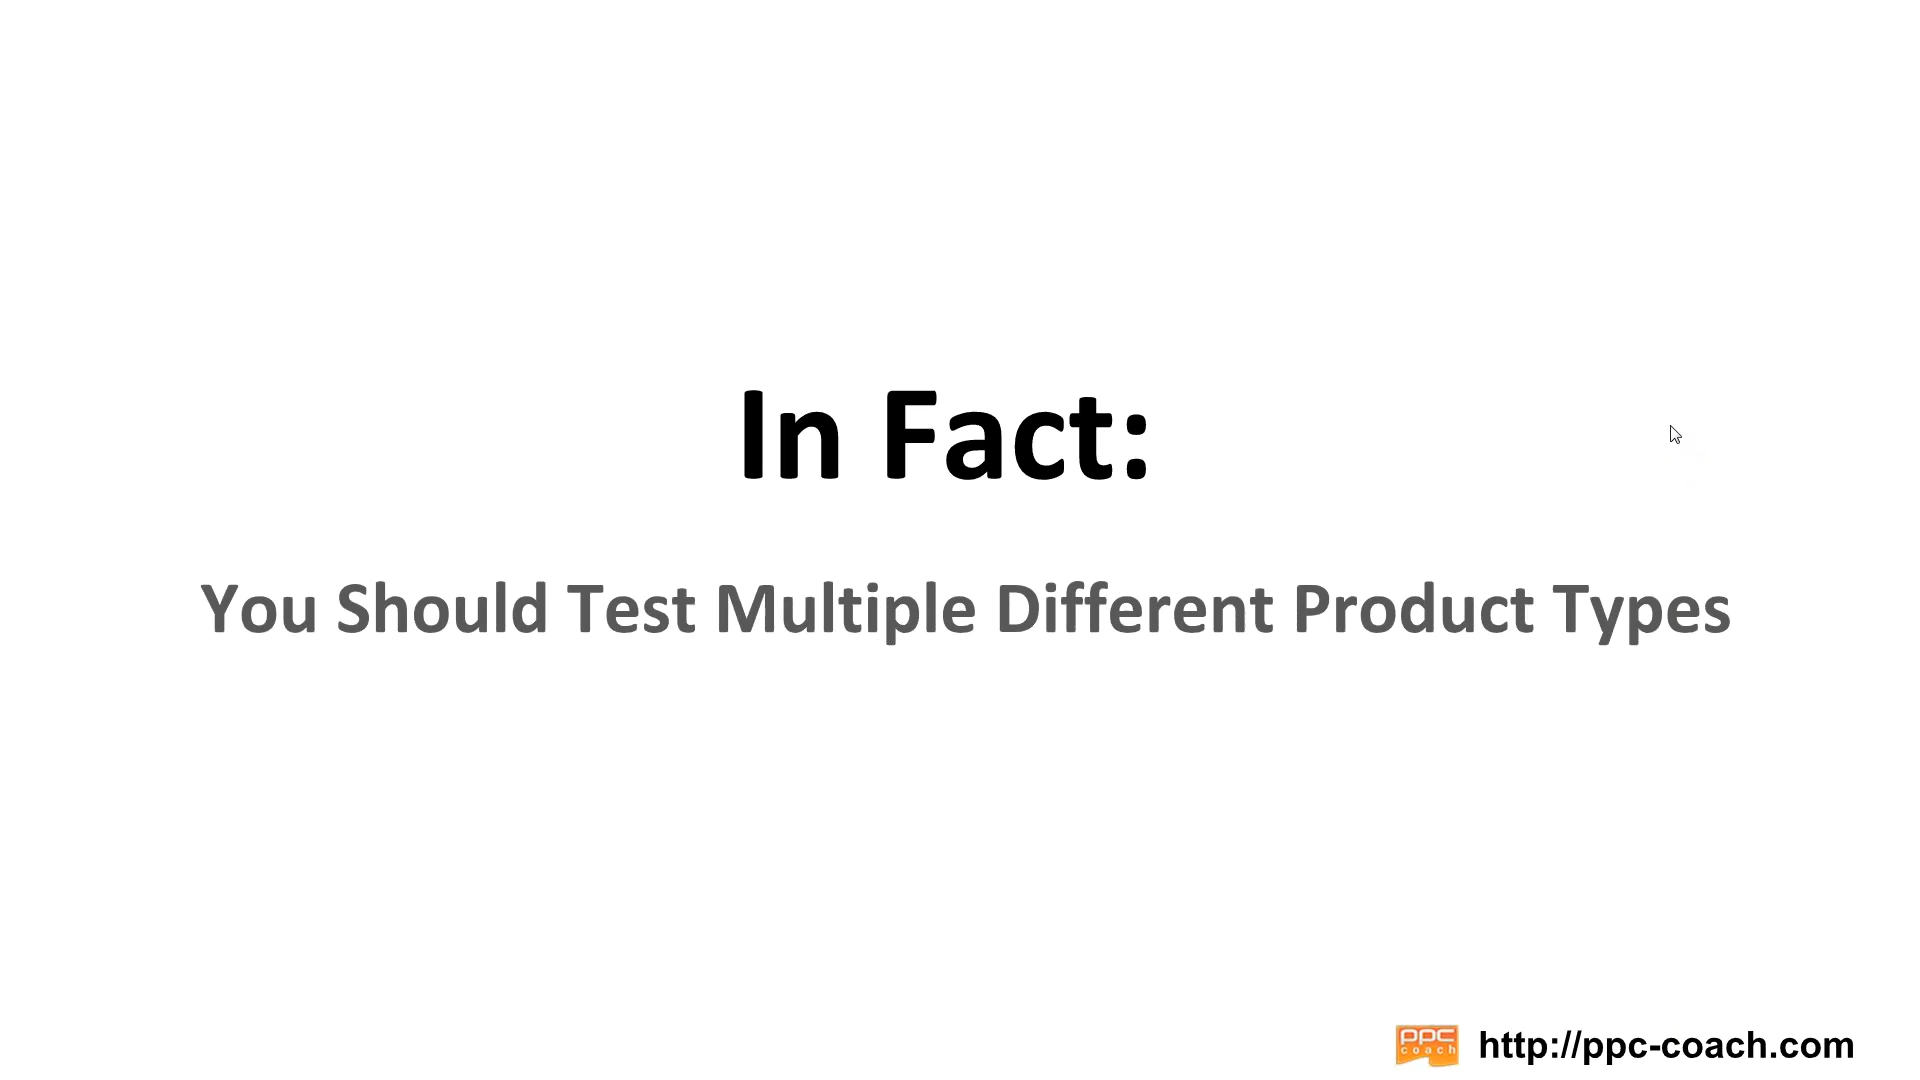 In Fact:
You Should Test Multiple Different Product Types
ppc
coach
http://ppc-coach.com